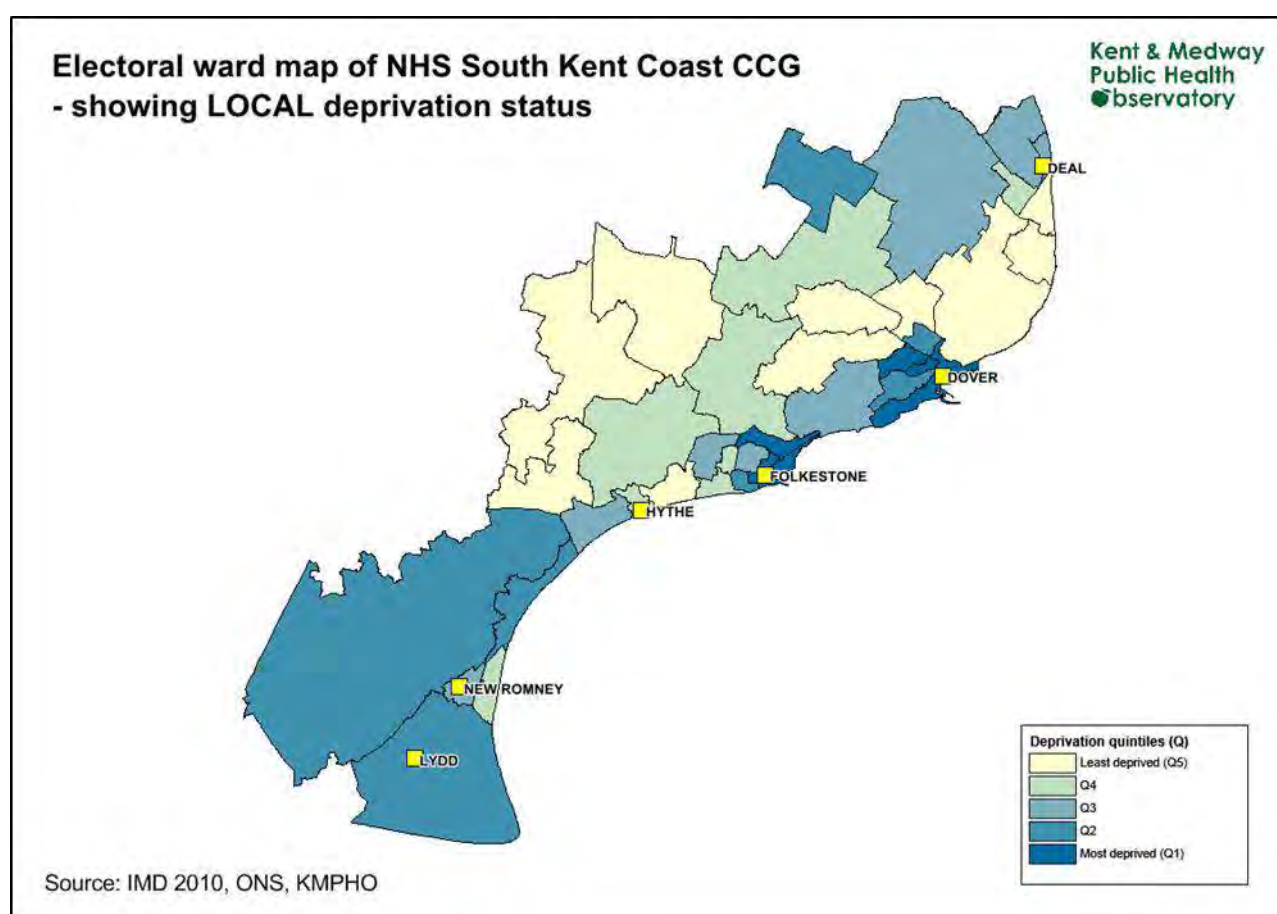 Electoral ward map of NHS South Kent Coast CCG
- showing LOCAL deprivation status
Kent & Medway
Public Health
Observatory
DEAL
DOVER
FOLKESTONE
HYTHE
NEW ROMNEY
LYDD
Deprivation quintiles (Q)
Least deprived (Q5)
Q4
Q3
Q2
Most deprived (Q1)
Source: IMD 2010, ONS, KMPHO